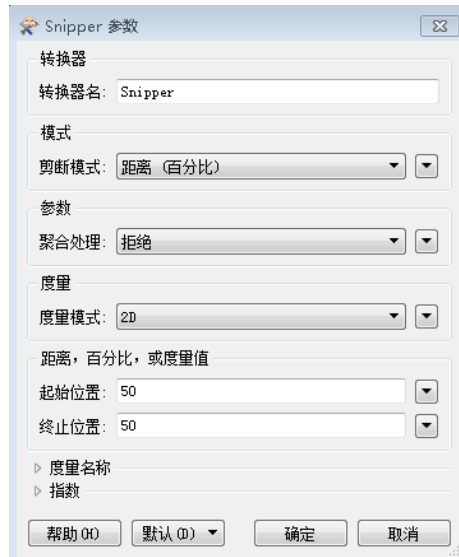 Snipper 参数
转换器
转换器名: Snipper
模式
剪断模式: 距离 (百分比)
参数
聚合处理: 拒绝
度量
度量模式: 2D
距离，百分比，或度量值
起始位置: 50
终止位置: 50
度量名称
指数
帮助(H) 默认(D) 确定 取消